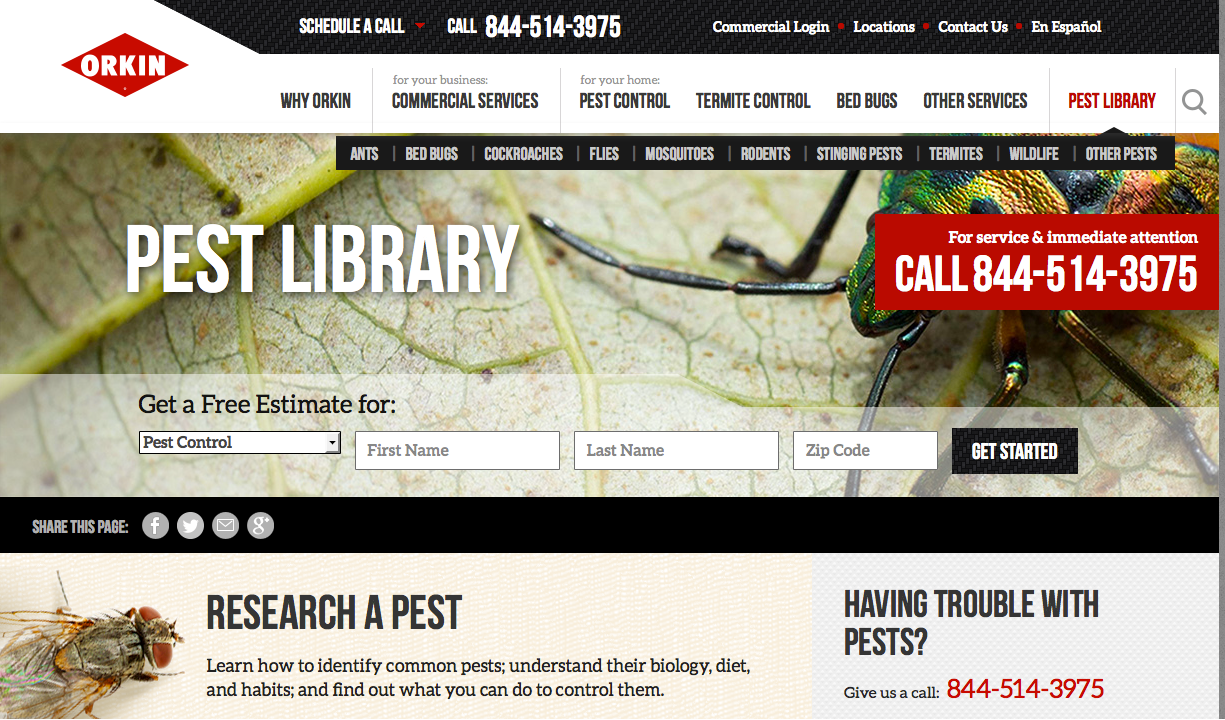 SCHEDULE A CALL CALL 844-514-3975 Commercial Login Locations Contact Us En Español
ORKIN
for your business: for your home:
WHY ORKIN COMMERCIAL SERVICES PEST CONTROL TERMITE CONTROL BED BUGS OTHER SERVICES PEST LIBRARY
ANTS | BED BUGS | COCKROACHES | FLIES | MOSQUITOES | RODENTS | STINGING PESTS | TERMITES | WILDLIFE | OTHER PESTS
PEST LIBRARY
For service & immediate attention
CALL 844-514-3975
Get a Free Estimate for:
Pest Control First Name Last Name Zip Code GET STARTED
SHARE THIS PAGE: f g+
RESEARCH A PEST
Learn how to identify common pests; understand their biology, diet,
and habits; and find out what you can do to control them.
HAVING TROUBLE WITH
PESTS?
Give us a call: 844-514-3975